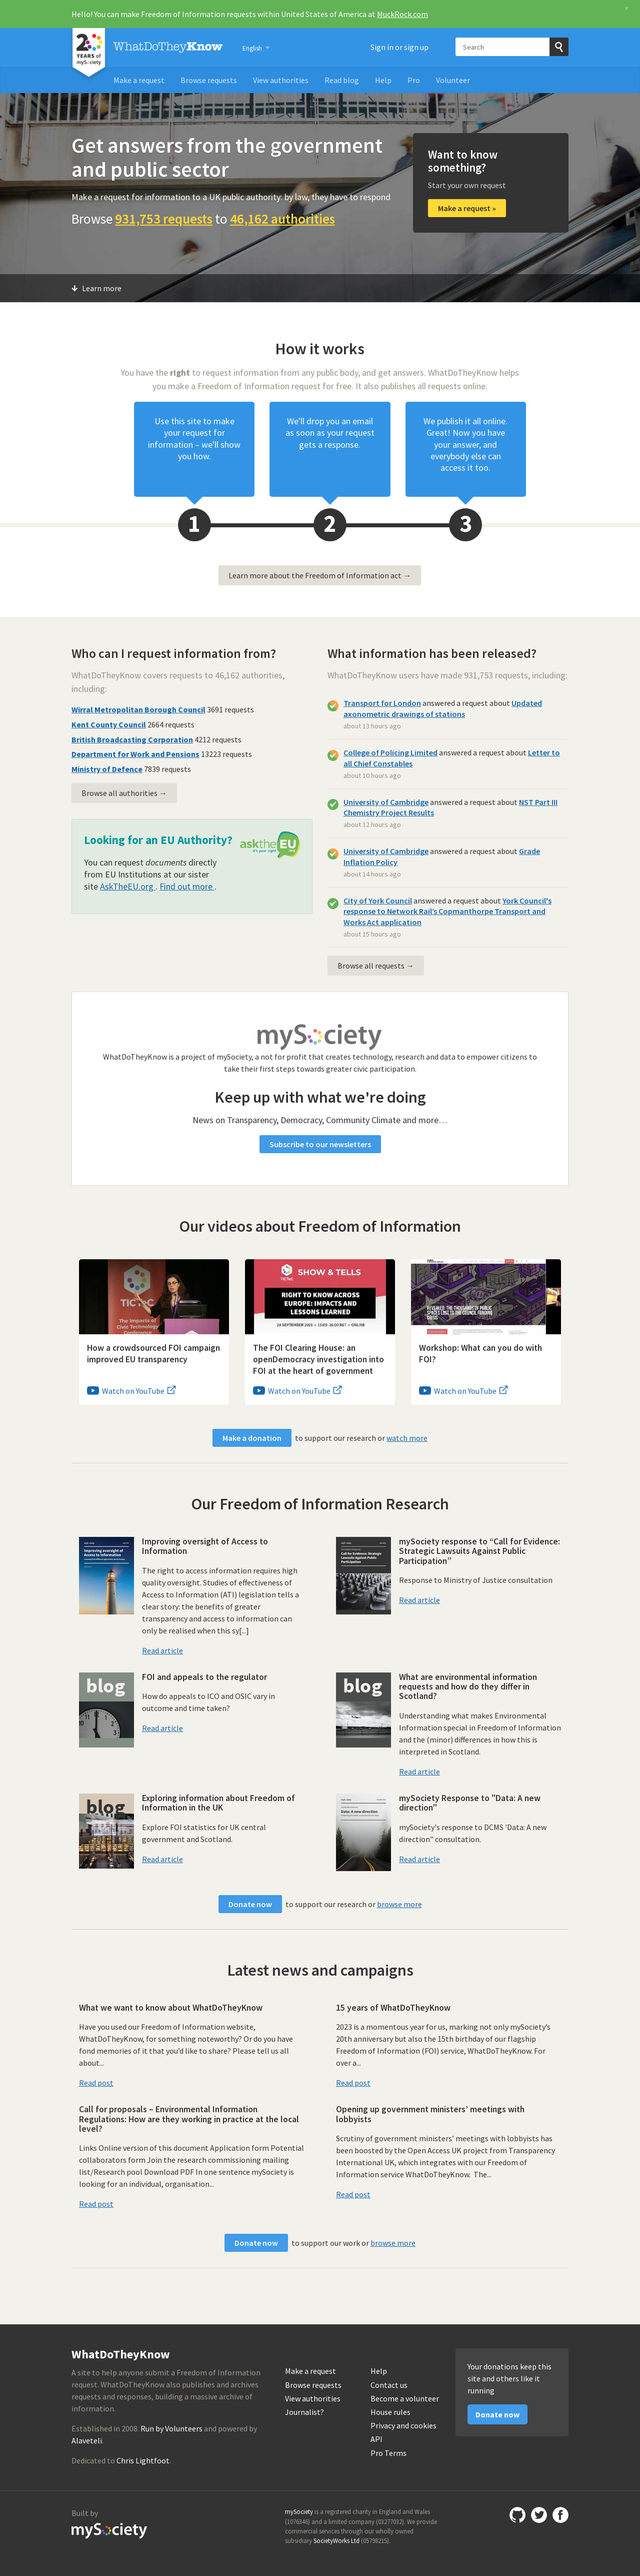 Hello! You can make Freedom of Information requests within United States of America at MuckRock.com
×
20
YEARS of
mySociety
WhatDoTheyKnow
English
Sign in or sign up
Search
Make a request
Browse requests
View authorities
Read blog
Help
Pro
Volunteer
Get answers from the government
and public sector
Make a request for information to a UK public authority: by law, they have to respond
Browse 931,753 requests to 46,162 authorities
Want to know
something?
Start your own request
Make a request »
Learn more
How it works
You have the right to request information from any public body, and get answers. WhatDoTheyKnow helps
you make a Freedom of Information request for free. It also publishes all requests online.
Use this site to make
your request for
information – we'll show
you how.
We'll drop you an email
as soon as your request
gets a response.
We publish it all online.
Great! Now you have
your answer, and
everybody else can
access it too.
1
2
3
Learn more about the Freedom of Information act →
Who can I request information from?
WhatDoTheyKnow covers requests to 46,162 authorities,
including:
Wirral Metropolitan Borough Council 3691 requests
Kent County Council 2664 requests
British Broadcasting Corporation 4212 requests
Department for Work and Pensions 13223 requests
Ministry of Defence 7839 requests
Browse all authorities →
Looking for an EU Authority?
asktheEU
it's your right
You can request documents directly
from EU Institutions at our sister
site AskTheEU.org . Find out more .
What information has been released?
WhatDoTheyKnow users have made 931,753 requests, including:
Transport for London answered a request about Updated
axonometric drawings of stations
about 13 hours ago
College of Policing Limited answered a request about Letter to
all Chief Constables
about 10 hours ago
University of Cambridge answered a request about NST Part III
Chemistry Project Results
about 12 hours ago
University of Cambridge answered a request about Grade
Inflation Policy
about 14 hours ago
City of York Council answered a request about York Council's
response to Network Rail's Copmanthorpe Transport and
Works Act application
about 15 hours ago
Browse all requests →
mySociety
WhatDoTheyKnow is a project of mySociety, a not for profit that creates technology, research and data to empower citizens to
take their first steps towards greater civic participation.
Keep up with what we're doing
News on Transparency, Democracy, Community Climate and more…
Subscribe to our newsletters
Our videos about Freedom of Information
TICTeC
The Impacts of
Civic Technology
Conference
How a crowdsourced FOI campaign
improved EU transparency
Watch on YouTube
TICTeC
SHOW & TELLS
RIGHT TO KNOW ACROSS
EUROPE: IMPACTS AND
LESSONS LEARNED
The FOI Clearing House: an
openDemocracy investigation into
FOI at the heart of government
Watch on YouTube
REVEALED: THE THOUSANDS OF PUBLIC
SPACES LOST TO THE COUNCIL FUNDING
CRISIS
Workshop: What can you do with
FOI?
Watch on YouTube
Make a donation to support our research or watch more
Our Freedom of Information Research
Improving oversight of
Access to Information
Improving oversight of Access to
Information
The right to access information requires high
quality oversight. Studies of effectiveness of
Access to Information (ATI) legislation tells a
clear story: the benefits of greater
transparency and access to information can
only be realised when this sy[...]
Read article
mySociety response to “Call for Evidence:
Strategic Lawsuits Against Public
Participation”
Response to Ministry of Justice consultation
Read article
blog
FOI and appeals to the regulator
How do appeals to ICO and OSIC vary in
outcome and time taken?
Read article
blog
What are environmental information
requests and how do they differ in
Scotland?
Understanding what makes Environmental
Information special in Freedom of Information
and the (minor) differences in how this is
interpreted in Scotland.
Read article
blog
Exploring information about Freedom of
Information in the UK
Explore FOI statistics for UK central
government and Scotland.
Read article
Data: A new direction
mySociety Response to "Data: A new
direction"
mySociety's response to DCMS 'Data: A new
direction" consultation.
Read article
Donate now to support our research or browse more
Latest news and campaigns
What we want to know about WhatDoTheyKnow
Have you used our Freedom of Information website,
WhatDoTheyKnow, for something noteworthy? Or do you have
fond memories of it that you'd like to share? Please tell us all
about...
Read post
15 years of WhatDoTheyKnow
2023 is a momentous year for us, marking not only mySociety's
20th anniversary but also the 15th birthday of our flagship
Freedom of Information (FOI) service, WhatDoTheyKnow. For
over a...
Read post
Call for proposals – Environmental Information
Regulations: How are they working in practice at the local
level?
Links Online version of this document Application Form Potential
collaborators form Join the research commissioning mailing
list/Research pool Download PDF In one sentence mySociety is
looking for an individual, organisation...
Read post
Opening up government ministers' meetings with
lobbyists
Scrutiny of government ministers' meetings with lobbyists has
been boosted by the Open Access UK project from Transparency
International UK, which integrates with our Freedom of
Information service WhatDoTheyKnow. The...
Read post
Donate now to support our work or browse more
WhatDoTheyKnow
A site to help anyone submit a Freedom of Information
request. WhatDoTheyKnow also publishes and archives
requests and responses, building a massive archive of
information.
Established in 2008. Run by Volunteers and powered by
Alaveteli.
Dedicated to Chris Lightfoot.
Make a request
Browse requests
View authorities
Journalist?
Help
Contact us
Become a volunteer
House rules
Privacy and cookies
API
Pro Terms
Your donations keep this
site and others like it
running
Donate now
Built by
mySociety
mySociety is a registered charity in England and Wales
(1076346) and a limited company (03277032). We provide
commercial services through our wholly owned
subsidiary SocietyWorks Ltd (05798215).